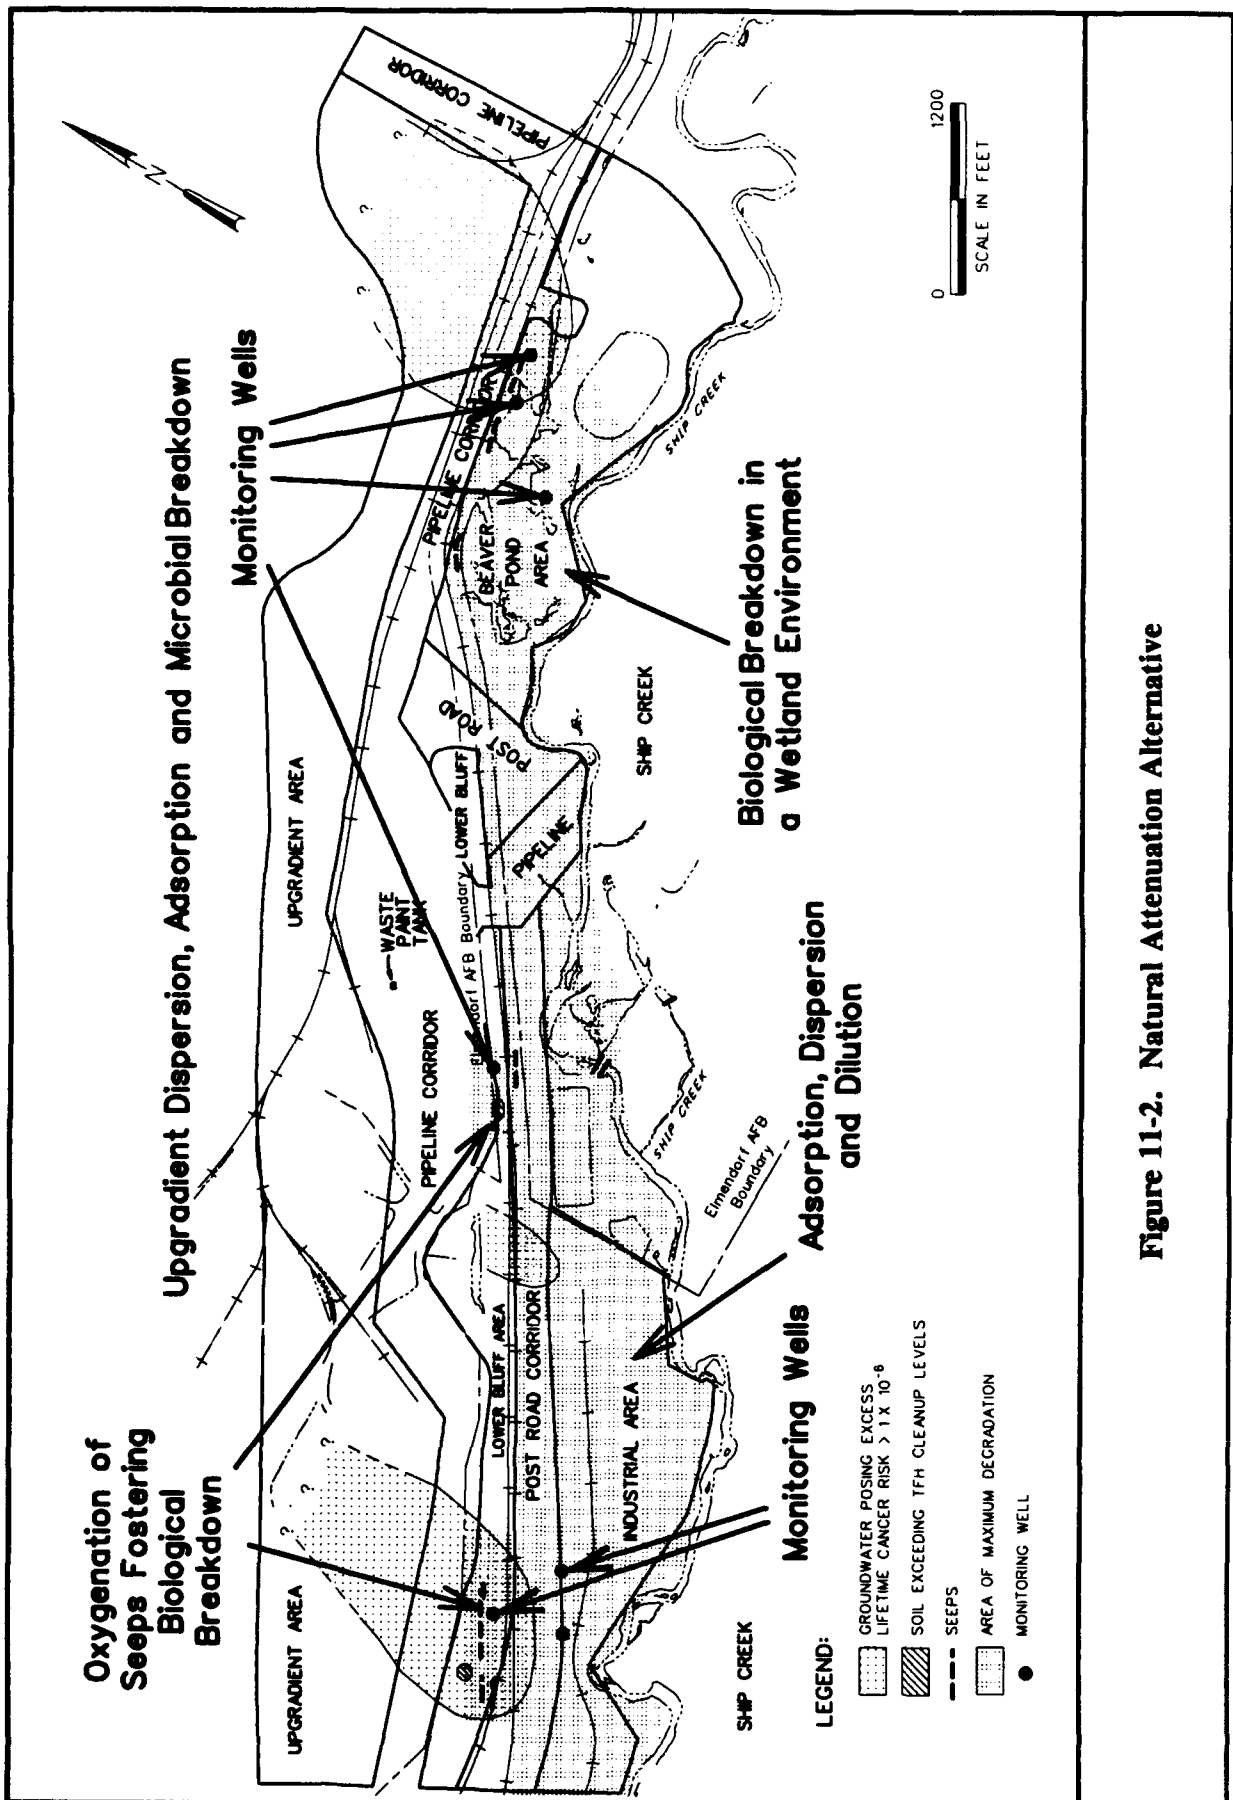 Upgradient Dispersion, Adsorption and Microbial Breakdown
Monitoring Wells
Oxygenation of
Seeps Fostering
Biological
Breakdown
N
PIPELINE CORRIDOR
UPGRADIENT AREA
UPGRADIENT AREA
WASTE
PAINT
TANK
PIPELINE CORRIDOR
PIPELINE CORRIDOR
Elmendorf AFB Boundary
LOWER BLUFF
POST ROAD
PIPELINE
BEAVER
POND
AREA
LOWER BLUFF AREA
POST ROAD CORRIDOR
INDUSTRIAL AREA
SHIP CREEK
SHIP CREEK
SHIP CREEK
SHIP CREEK
Elmendorf AFB
Boundary
Biological Breakdown in
a Wetland Environment
Adsorption, Dispersion
and Dilution
Monitoring Wells
0 1200
SCALE IN FEET
LEGEND:
GROUNDWATER POSING EXCESS
LIFETIME CANCER RISK > 1 X 10⁻⁶
SOIL EXCEEDING TFH CLEANUP LEVELS
SEEPS
AREA OF MAXIMUM DEGRADATION
MONITORING WELL
? ? ? ? ? ?
Figure 11-2. Natural Attenuation Alternative